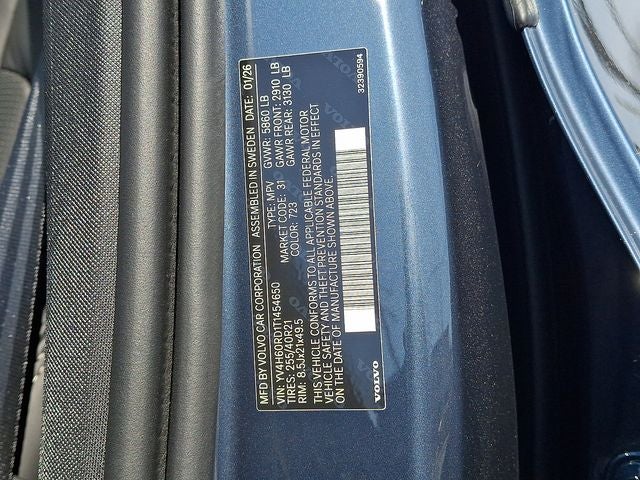 MFD BY VOLVO CAR CORPORATION ASSEMBLED IN SWEDEN DATE: 01/26
VIN: YV4H60RD1T1454650 TYPE: MPV GVWR: 5860 LB
TIRES: 255/40R21 MARKET CODE: 31 GAWR FRONT: 2910 LB
RIM: 8.5Jx21x49.5 COLOR: 723 GAWR REAR: 3130 LB
THIS VEHICLE CONFORMS TO ALL APPLICABLE FEDERAL MOTOR
VEHICLE SAFETY AND THEFT PREVENTION STANDARDS IN EFFECT
ON THE DATE OF MANUFACTURE SHOWN ABOVE.
VOLVO
32390594